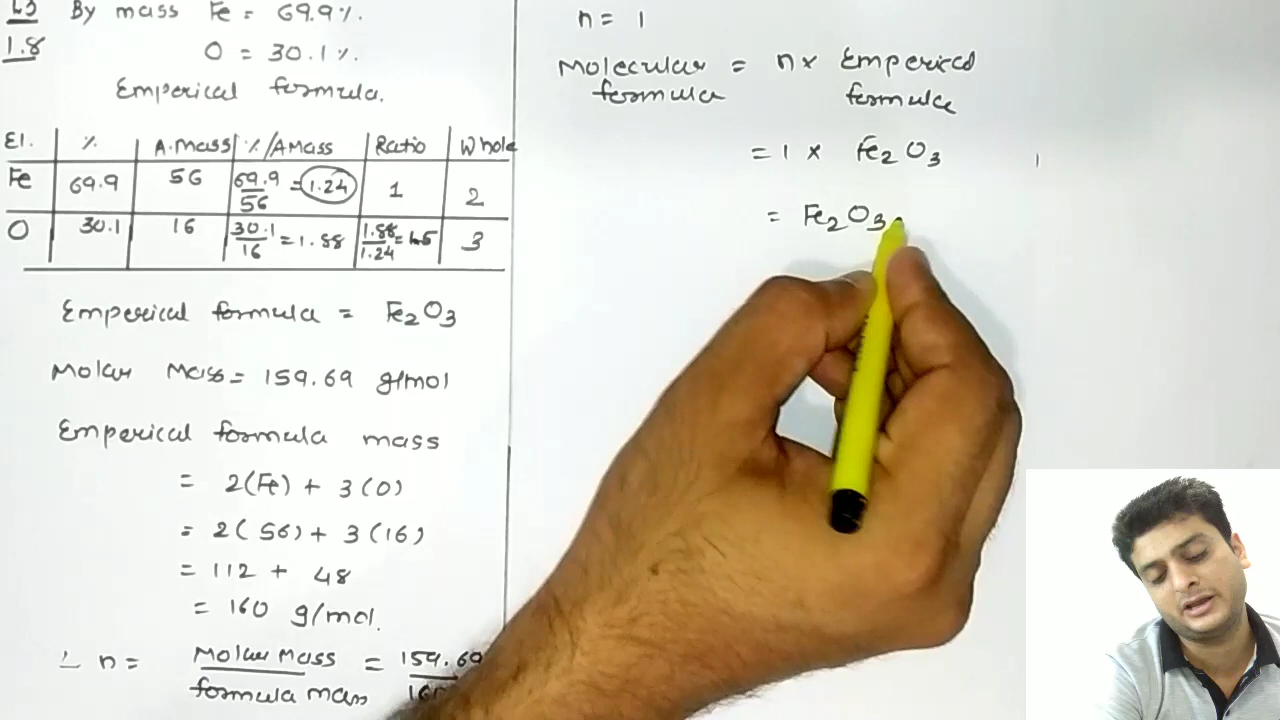 1.3
1.8
By mass Fe = 69.9%.
O = 30.1%.
Emperical formula.
El. % A.Mass %/AMass Ratio Whole
Fe 69.9 56 69.9/56 = 1.24 1 2
O 30.1 16 30.1/16 = 1.88 1.88/1.24 = 1.5 3
Emperical formula = Fe₂O₃
Molar Mass = 159.69 g/mol
Emperical formula mass
= 2(Fe) + 3(O)
= 2(56) + 3(16)
= 112 + 48
= 160 g/mol.
n = Molar Mass / formula mass = 159.69
n = 1
Molecular formula = n × Emperical formula
= 1 × Fe₂O₃
= Fe₂O₃